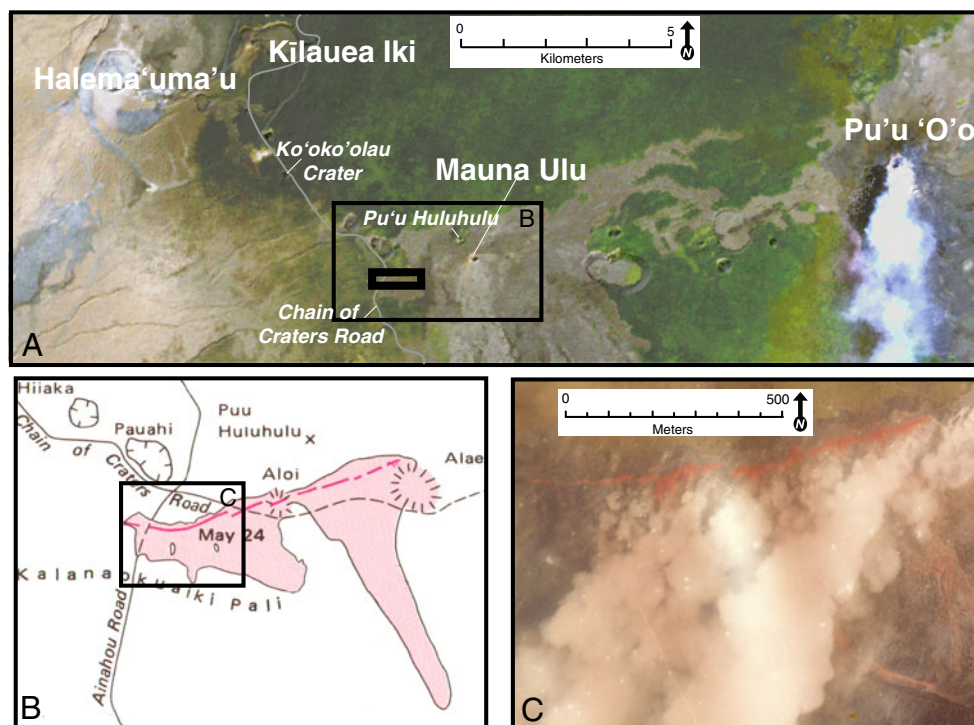 0 5
Kilometers
N
Kīlauea Iki
Halema‘uma‘u
Pu’u ‘O’o
Ko‘oko‘olau
Crater
Mauna Ulu
Pu‘u Huluhulu
B
Chain of
Craters Road
A
Hiiaka
Pauahi
Puu
Huluhulu
Chain of Craters Road
Aloi
Alae
C
May 24
Kalanaokuaiki Pali
Ainahou Road
B
0 500
Meters
N
C